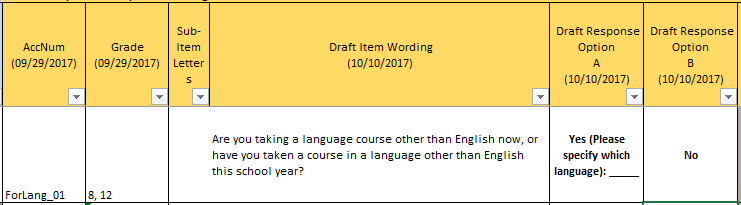 AccNum
(09/29/2017)
Grade
(09/29/2017)
Sub-
Item
Letter
s
Draft Item Wording
(10/10/2017)
Draft Response
Option
A
(10/10/2017)
Draft Response
Option
B
(10/10/2017)
ForLang_01
8, 12
Are you taking a language course other than English now, or
have you taken a course in a language other than English
this school year?
Yes (Please
specify which
language): _____
No